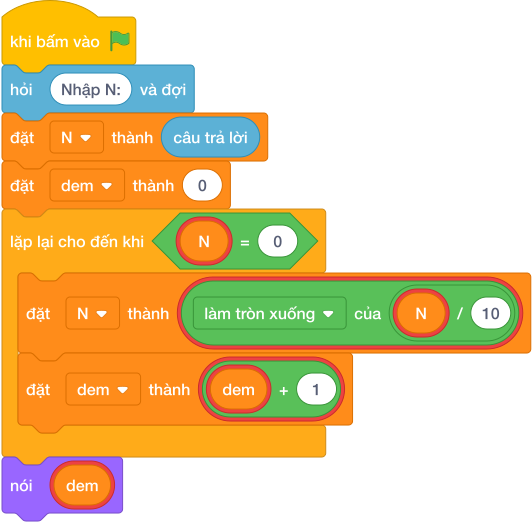 khi bấm vào
hỏi Nhập N: và đợi
đặt N thành câu trả lời
đặt dem thành 0
lặp lại cho đến khi N = 0
đặt N thành làm tròn xuống của N / 10
đặt dem thành dem + 1
nói dem